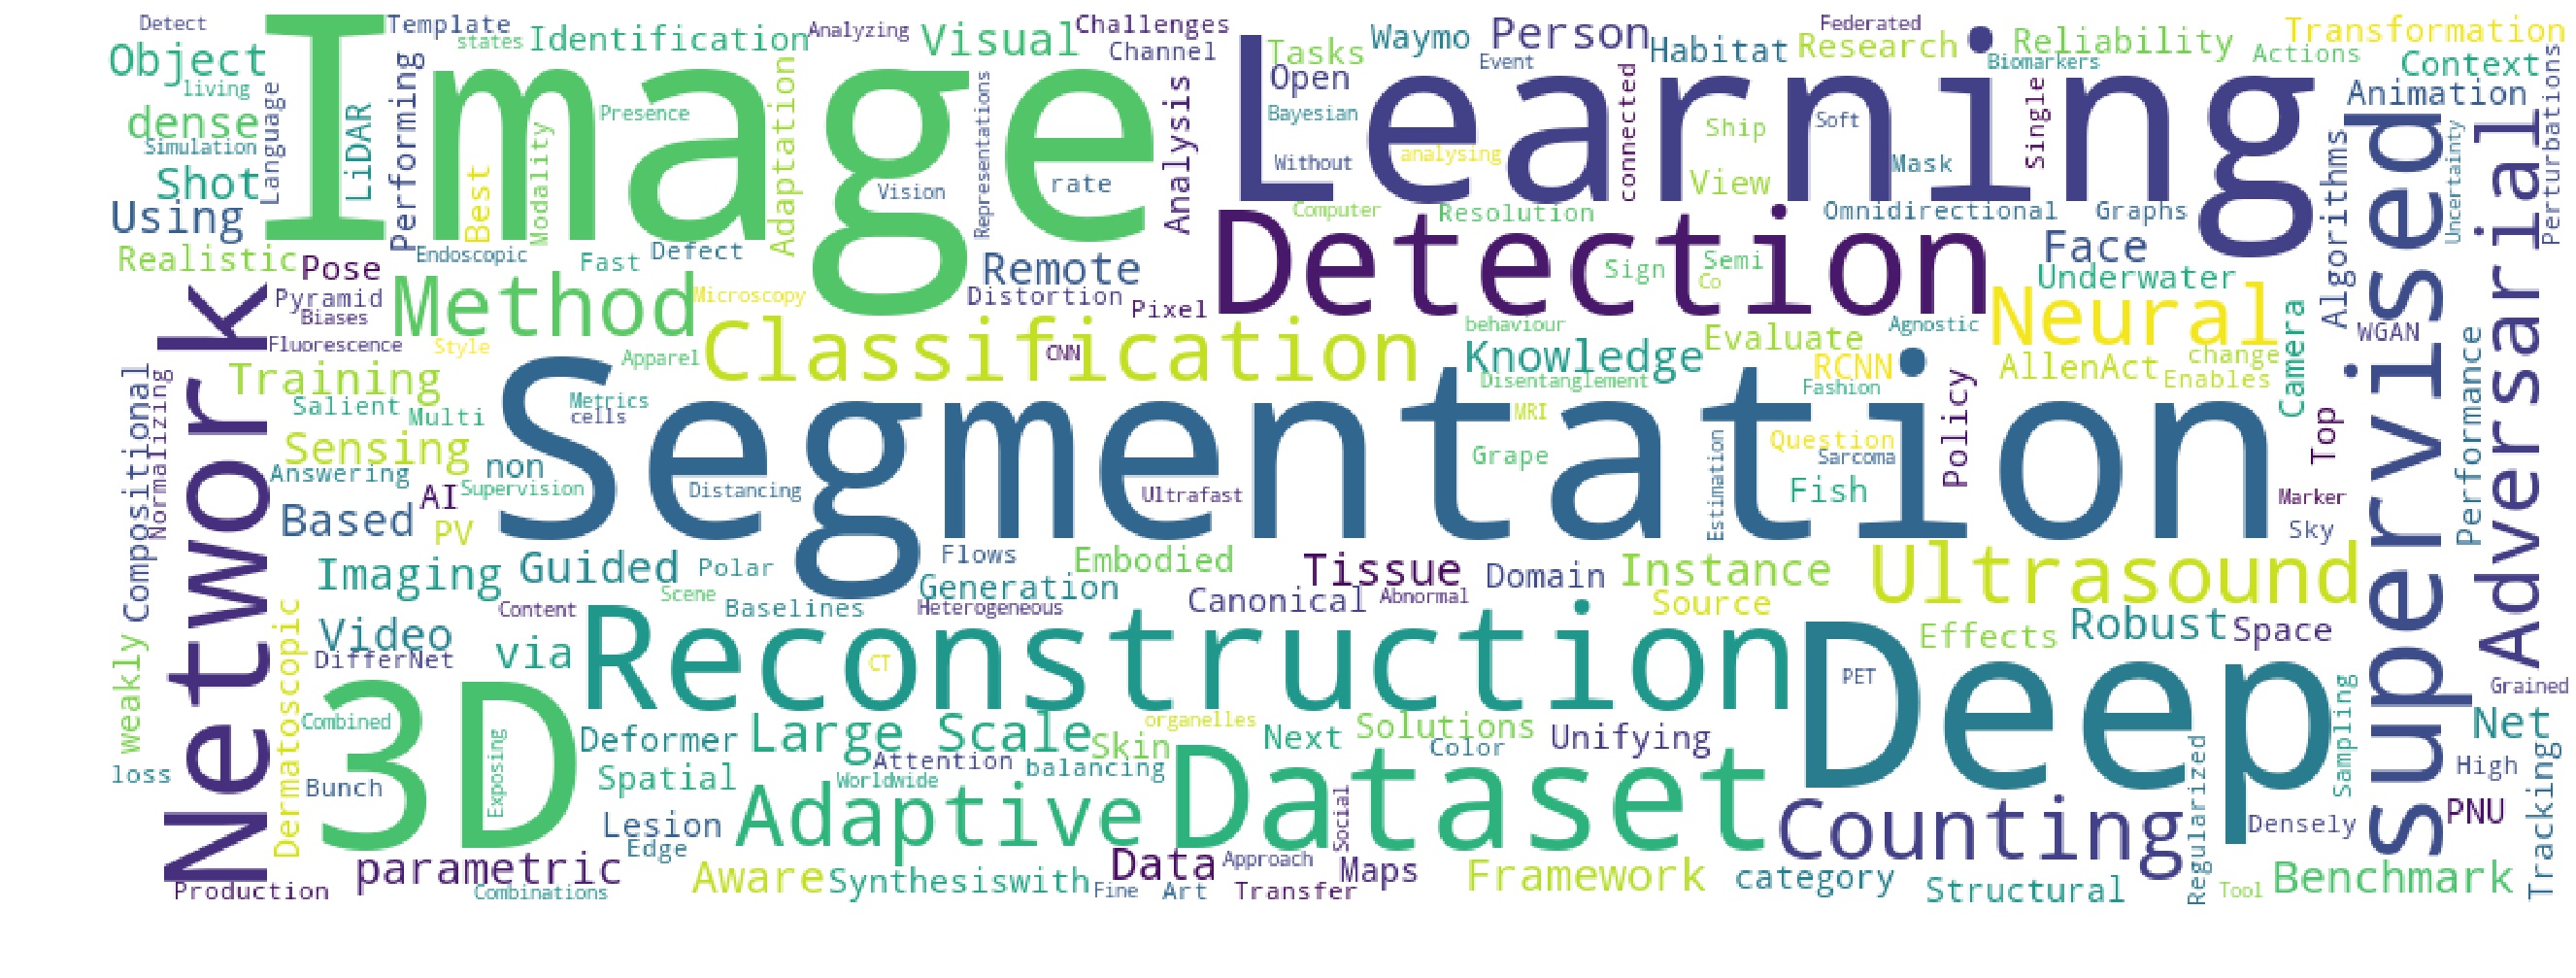 Detect
Template
states
Identification
Analyzing
Visual
Challenges
Channel
Image
Learning
Tasks
Waymo
Person
Event
Habitat
Federated
Research
Reliability
Biomarkers
Transformation
Actions
Context
Object
living
dense
Simulation
Shot
Language
Using
LiDAR
Performing
Best
Modality
Presence
Adaptation
Vision
Representations
rate
Analysis
Open
Bayesian
Without
analysing
connected
Ship
View
Soft
Mask
Single
Animation
Algorithms
supervised
Uncertainty
Adversarial
Perturbations
Computer
Resolution
Omnidirectional
Graphs
Realistic
Pose
Endoscopic
Fast
Defect
Remote
Distortion
Pixel
Detection
Sign
Semi
Co
Face
Underwater
Pyramid
Biases
Fluorescence
Method
Style
Microscopy
Classification
Apparel
CNN
behaviour
Knowledge
Disentanglement
Evaluate
Agnostic
RCNN
Fashion
Neural
AllenAct
change
Enables
Camera
WGAN
Performance
Network
Compositional
Normalizing
Training
Salient
Multi
Metrics
cells
Segmentation
MRI
Grape
Question
Sarcoma
Policy
Top
Sensing
Answering
non
AI
Supervision
Distancing
Ultrafast
Estimation
Fish
Marker
Sky
Based
PV
Imaging
Guided
Polar
Flows
Generation
Embodied
Tissue
Domain
Instance
Ultrasound
Scene
Content
Baselines
Heterogeneous
Canonical
Abnormal
Source
weakly
Dermatoscopic
Video
DifferNet
via
Reconstruction
CT
Deep
PET
Effects
Robust
Space
Grained
3D
Combined
Exposing
Deformer
Large Scale
organelles
Skin
Next
Solutions
Color
Unifying
Sampling
Net
loss
Bunch
Spatial
Attention
Worldwide
balancing
Dataset
Regularized
High
Tracking
Lesion
Edge
Adaptive
Social
Counting
Densely
PNU
parametric
Production
Combinations
Aware
Synthesiswith
Data
Fine
Art
Approach
Transfer
Maps
Framework
category
Structural
Tool
Benchmark